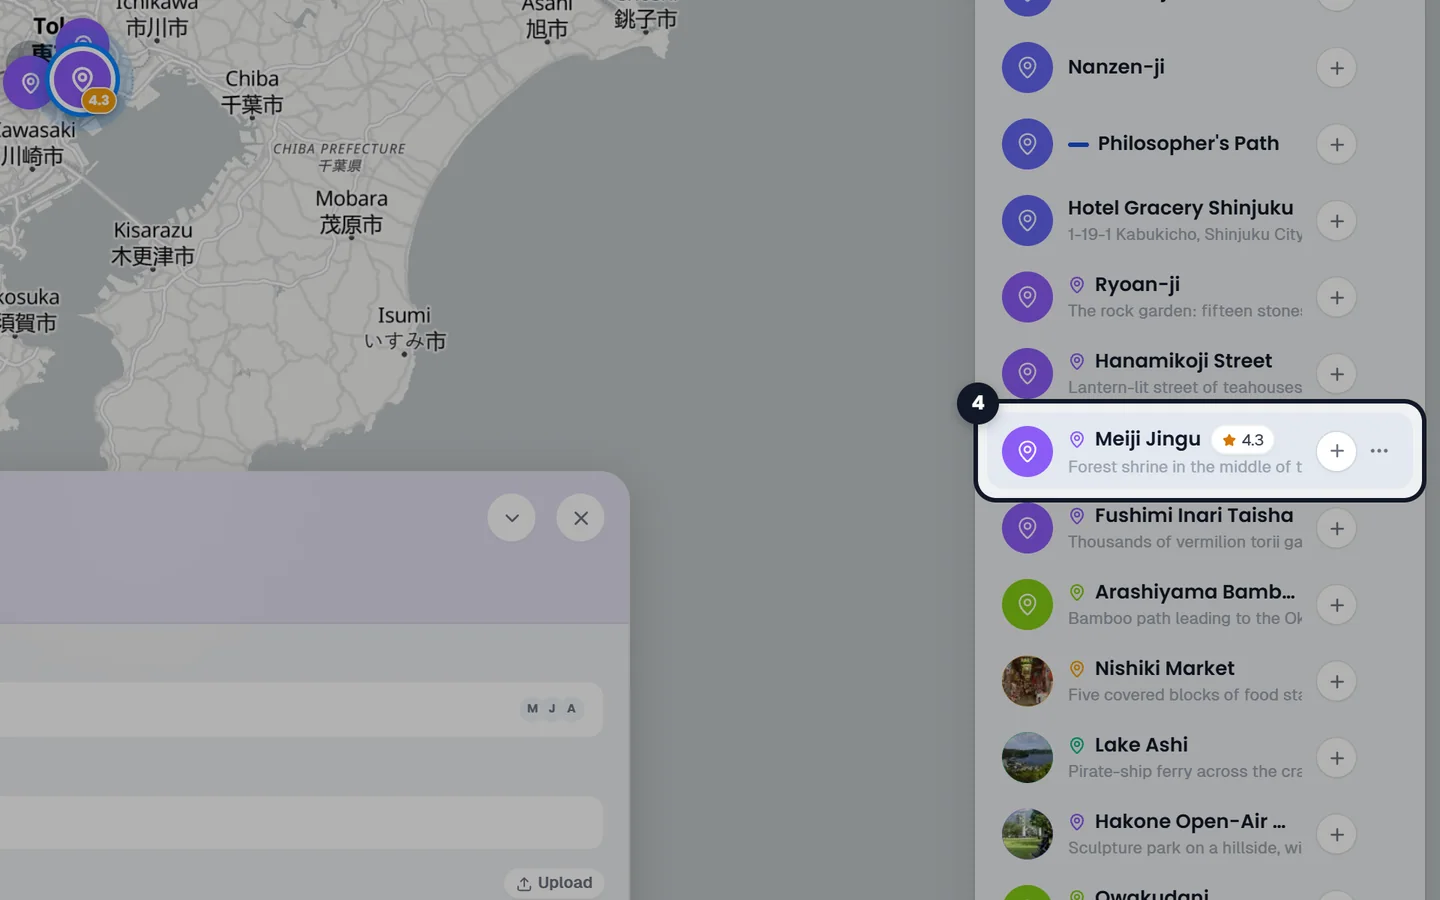 Ichikawa
市川市
Asahi
旭市
銚子市
4.3
Chiba
千葉市
CHIBA PREFECTURE
千葉県
川崎市
Mobara
茂原市
Kisarazu
木更津市
須賀市
Isumi
いすみ市
M J A
Upload
Nanzen-ji
Philosopher's Path
Hotel Gracery Shinjuku
1-19-1 Kabukicho, Shinjuku City
Ryoan-ji
The rock garden: fifteen stones
Hanamikoji Street
Lantern-lit street of teahouses
4
Meiji Jingu
4.3
Forest shrine in the middle of t
Fushimi Inari Taisha
Thousands of vermilion torii ga
Arashiyama Bamb...
Bamboo path leading to the Ok
Nishiki Market
Five covered blocks of food sta
Lake Ashi
Pirate-ship ferry across the cra
Hakone Open-Air ...
Sculpture park on a hillside, wi
Owakudani